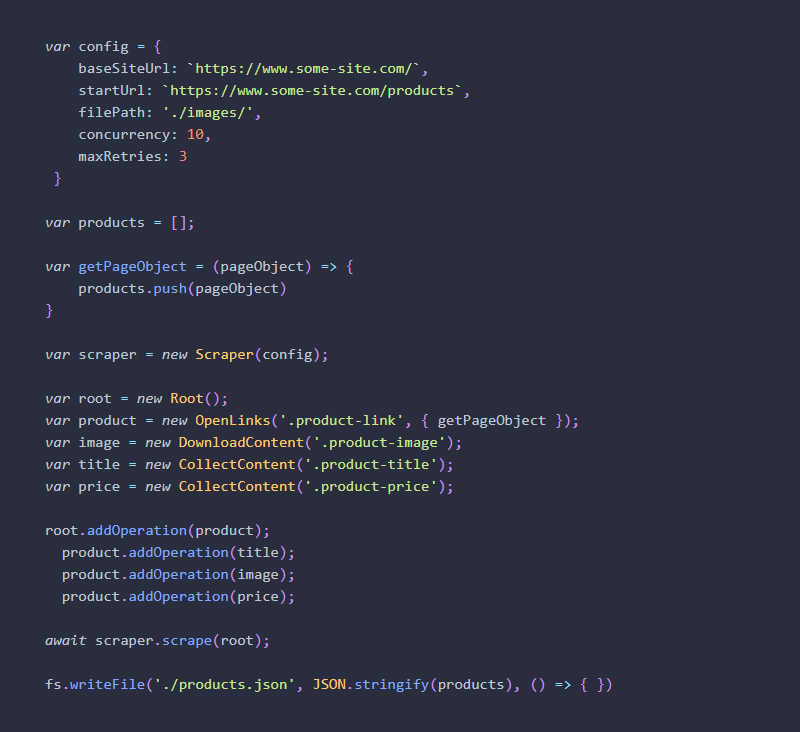 var config = {
    baseSiteUrl: `https://www.some-site.com/`,
    startUrl: `https://www.some-site.com/products`,
    filePath: './images/',
    concurrency: 10,
    maxRetries: 3
 }

var products = [];

var getPageObject = (pageObject) => {
    products.push(pageObject)
}

var scraper = new Scraper(config);

var root = new Root();
var product = new OpenLinks('.product-link', { getPageObject });
var image = new DownloadContent('.product-image');
var title = new CollectContent('.product-title');
var price = new CollectContent('.product-price');

root.addOperation(product);
  product.addOperation(title);
  product.addOperation(image);
  product.addOperation(price);

await scraper.scrape(root);

fs.writeFile('./products.json', JSON.stringify(products), () => { })